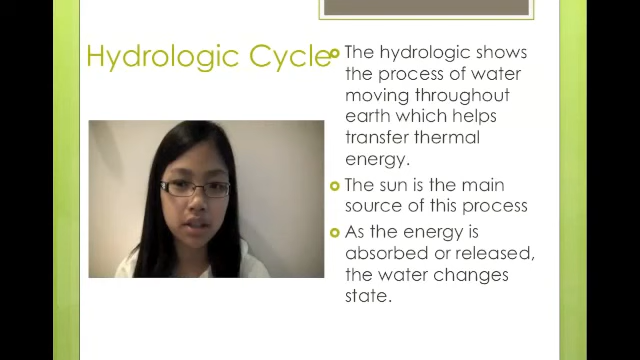 Hydrologic Cycle
The hydrologic shows
the process of water
moving throughout
earth which helps
transfer thermal
energy.
The sun is the main
source of this process
As the energy is
absorbed or released,
the water changes
state.